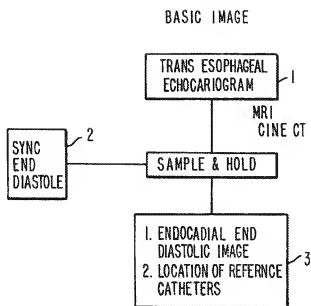 BASIC IMAGE
TRANS ESOPHAGEAL
ECHOCARIOGRAM
1
MRI
CINE CT
2
SYNC
END
DIASTOLE
SAMPLE & HOLD
1. ENDOCADIAL END
DIASTOLIC IMAGE
2. LOCATION OF REFERNCE
CATHETERS
3